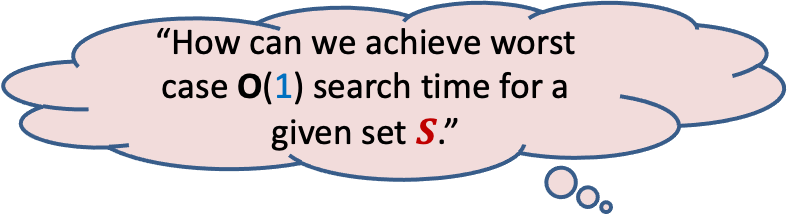 “How can we achieve worst
case O(1) search time for a
given set S.”